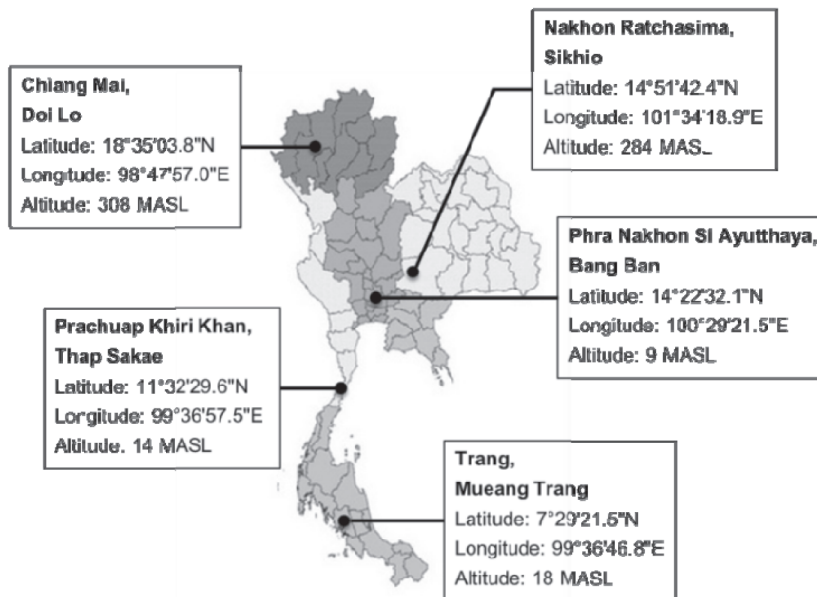 Nakhon Ratchasima,
Sikhio
Latitude: 14°51'42.4"N
Longitude: 101°34'18.9"E
Altitude: 284 MASL
Chiang Mai,
Doi Lo
Latitude: 18°35'03.8"N
Longitude: 98°47'57.0"E
Altitude: 308 MASL
Phra Nakhon Si Ayutthaya,
Bang Ban
Latitude: 14°22'32.1"N
Longitude: 100°29'21.5"E
Altitude: 9 MASL
Prachuap Khiri Khan,
Thap Sakae
Latitude: 11°32'29.6"N
Longitude: 99°36'57.5"E
Altitude. 14 MASL
Trang,
Mueang Trang
Latitude: 7°29'21.5"N
Longitude: 99°36'46.8"E
Altitude: 18 MASL